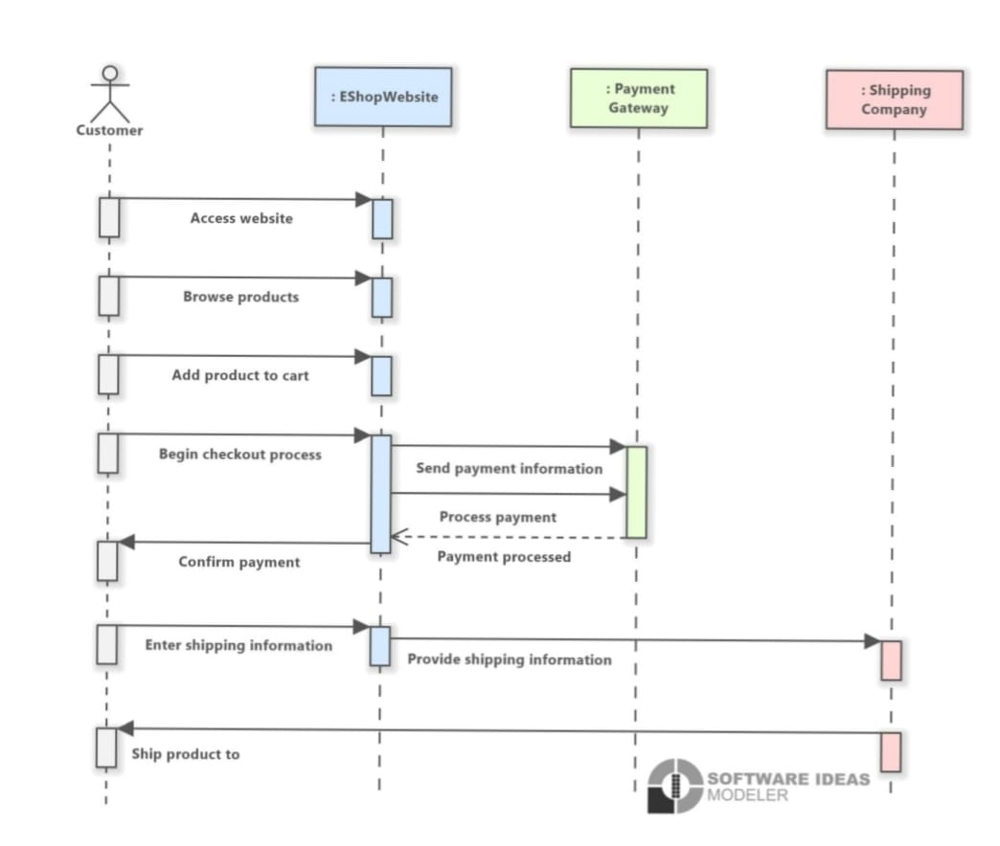 Customer
: EShopWebsite
: Payment
Gateway
: Shipping
Company
Access website
Browse products
Add product to cart
Begin checkout process
Send payment information
Process payment
Payment processed
Confirm payment
Enter shipping information
Provide shipping information
Ship product to
SOFTWARE IDEAS
MODELER